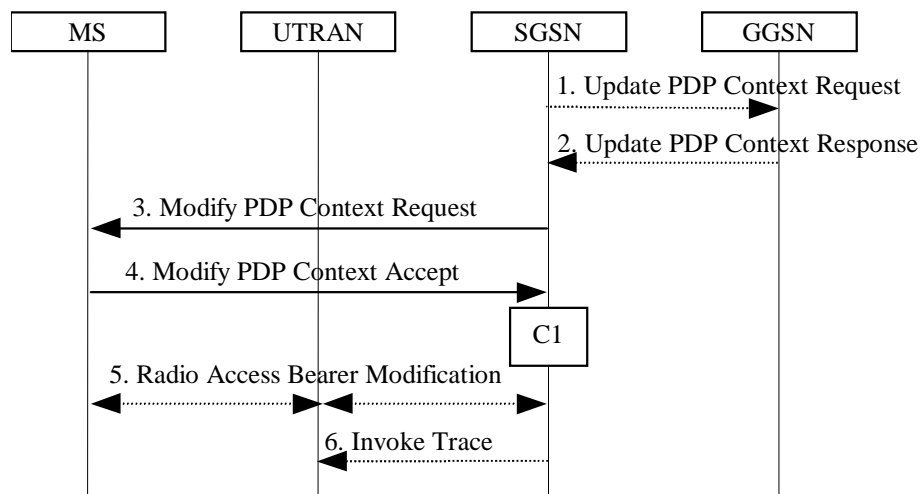 MS UTRAN SGSN GGSN
1. Update PDP Context Request
2. Update PDP Context Response
3. Modify PDP Context Request
4. Modify PDP Context Accept
C1
5. Radio Access Bearer Modification
6. Invoke Trace